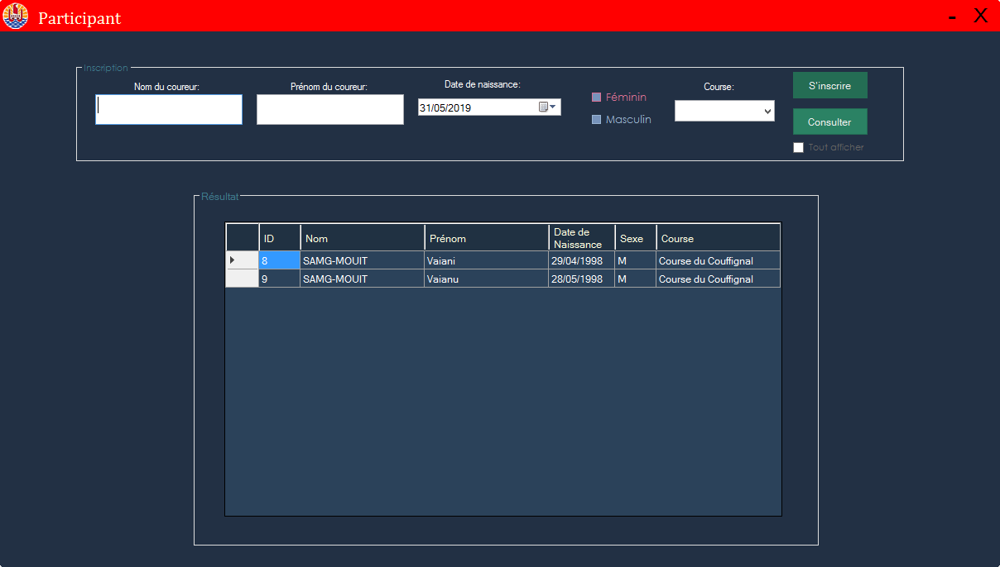 Participant
- X
Inscription
Nom du coureur:
Prénom du coureur:
Date de naissance:
31/05/2019
Féminin
Masculin
Course:
S'inscrire
Consulter
Tout afficher
Résultat
ID Nom Prénom Date de Naissance Sexe Course
8 SAMG-MOUIT Vaiani 29/04/1998 M Course du Couffignal
9 SAMG-MOUIT Vaianu 28/05/1998 M Course du Couffignal